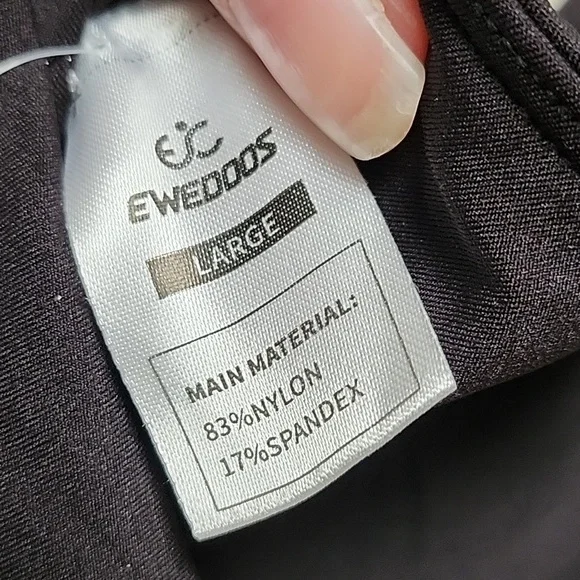 EWEDOOS
LARGE
MAIN MATERIAL:
83%NYLON
17%SPANDEX